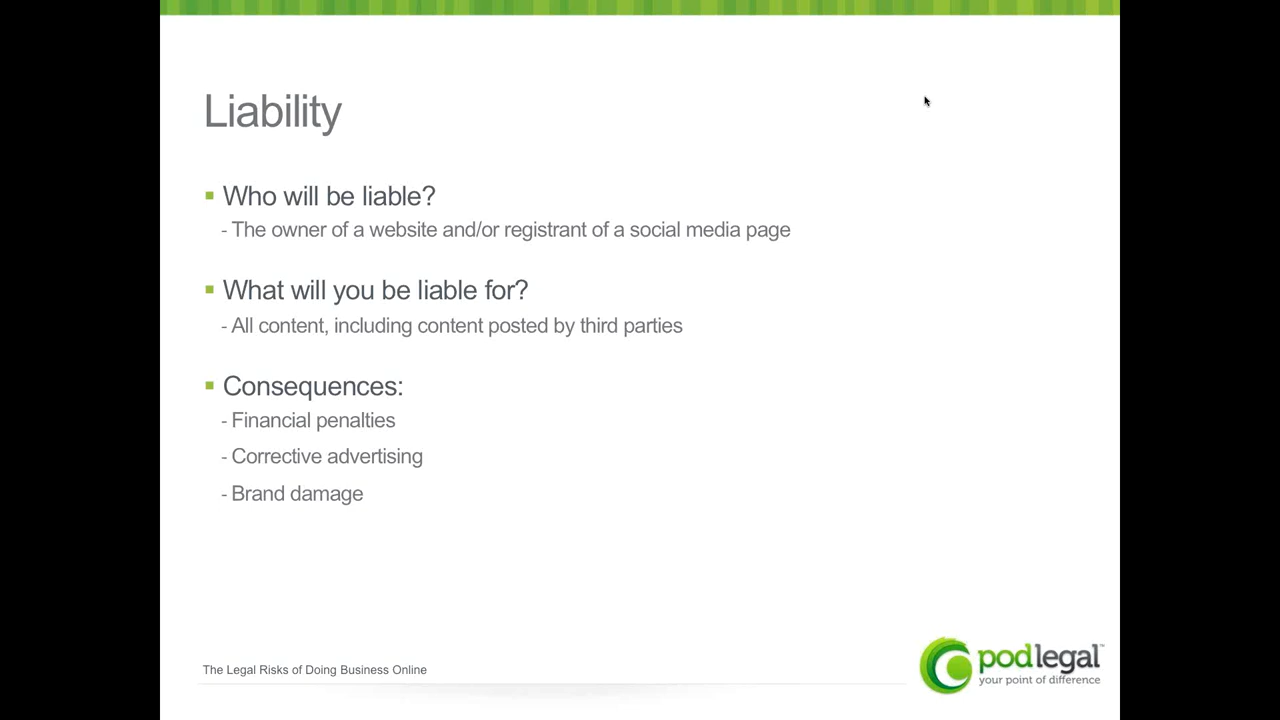 Liability
Who will be liable?
- The owner of a website and/or registrant of a social media page
What will you be liable for?
- All content, including content posted by third parties
Consequences:
- Financial penalties
- Corrective advertising
- Brand damage
The Legal Risks of Doing Business Online
podlegal™
your point of difference